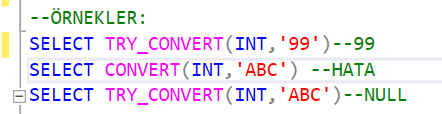 --ÖRNEKLER:
SELECT TRY_CONVERT(INT,'99')--99
SELECT CONVERT(INT,'ABC') --HATA
SELECT TRY_CONVERT(INT,'ABC')--NULL